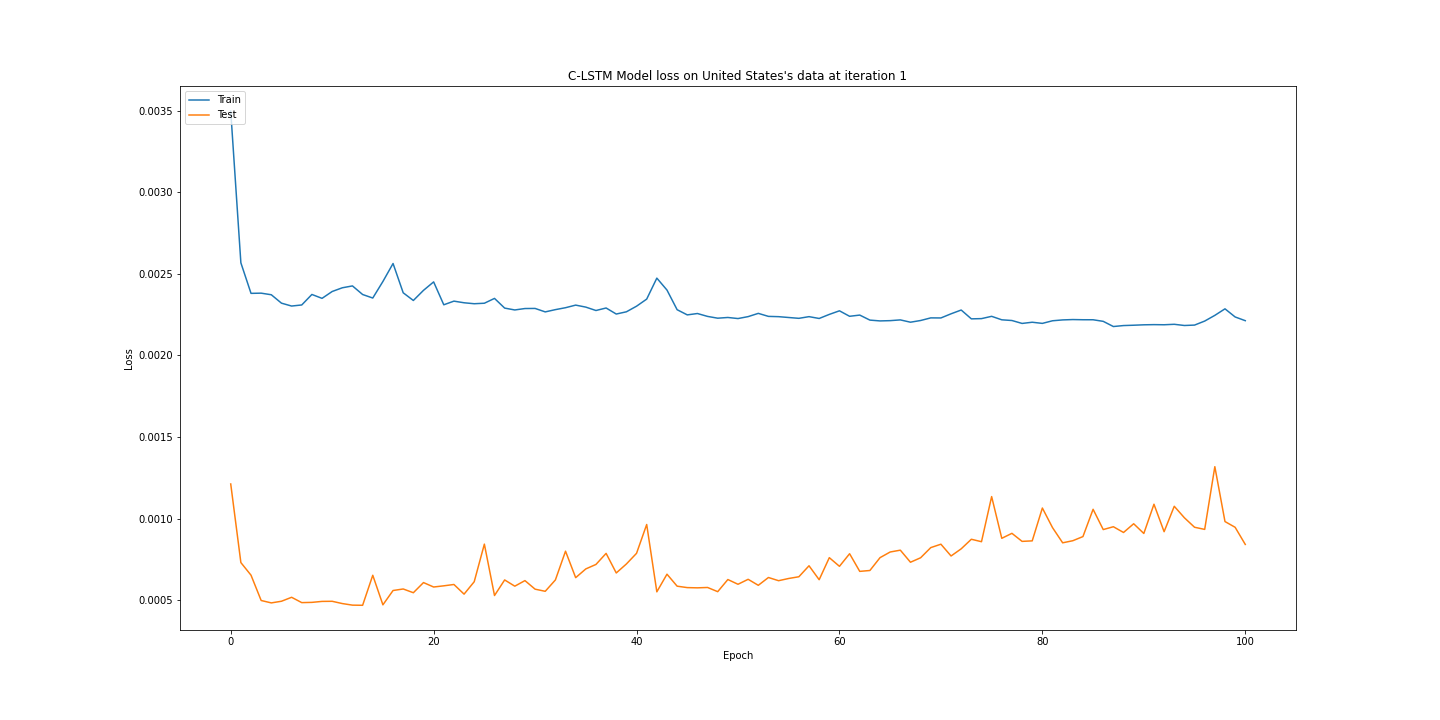 C-LSTM Model loss on United States's data at iteration 1
Train
Test
0.0035
0.0030
0.0025
0.0020
0.0015
0.0010
0.0005
Loss
0 20 40 60 80 100
Epoch